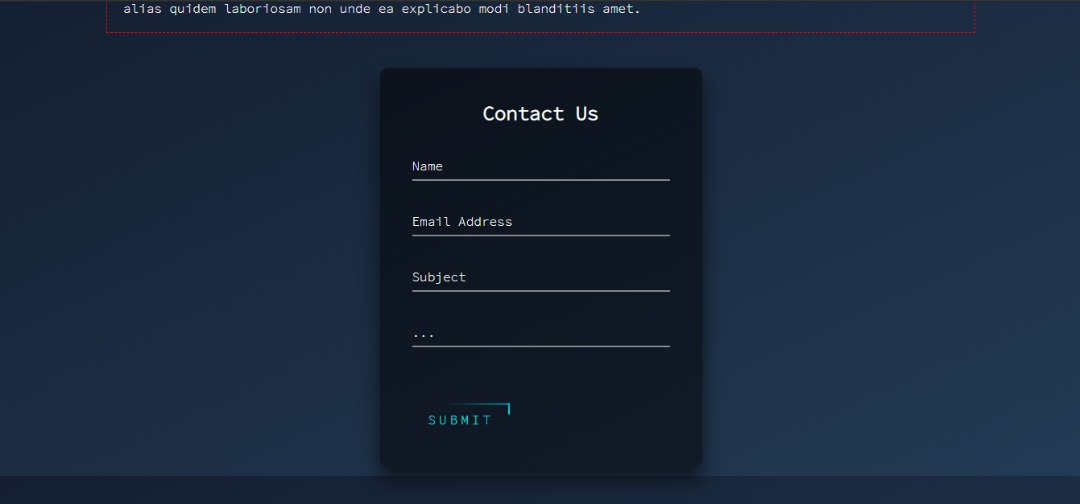 alias quidem laboriosam non unde ea explicabo modi blanditiis amet.
Contact Us
Name
Email Address
Subject
...
SUBMIT